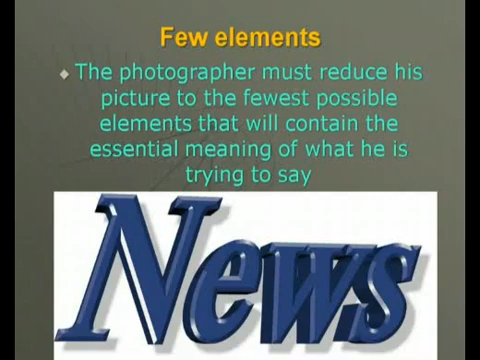 Few elements
The photographer must reduce his
picture to the fewest possible
elements that will contain the
essential meaning of what he is
trying to say
News